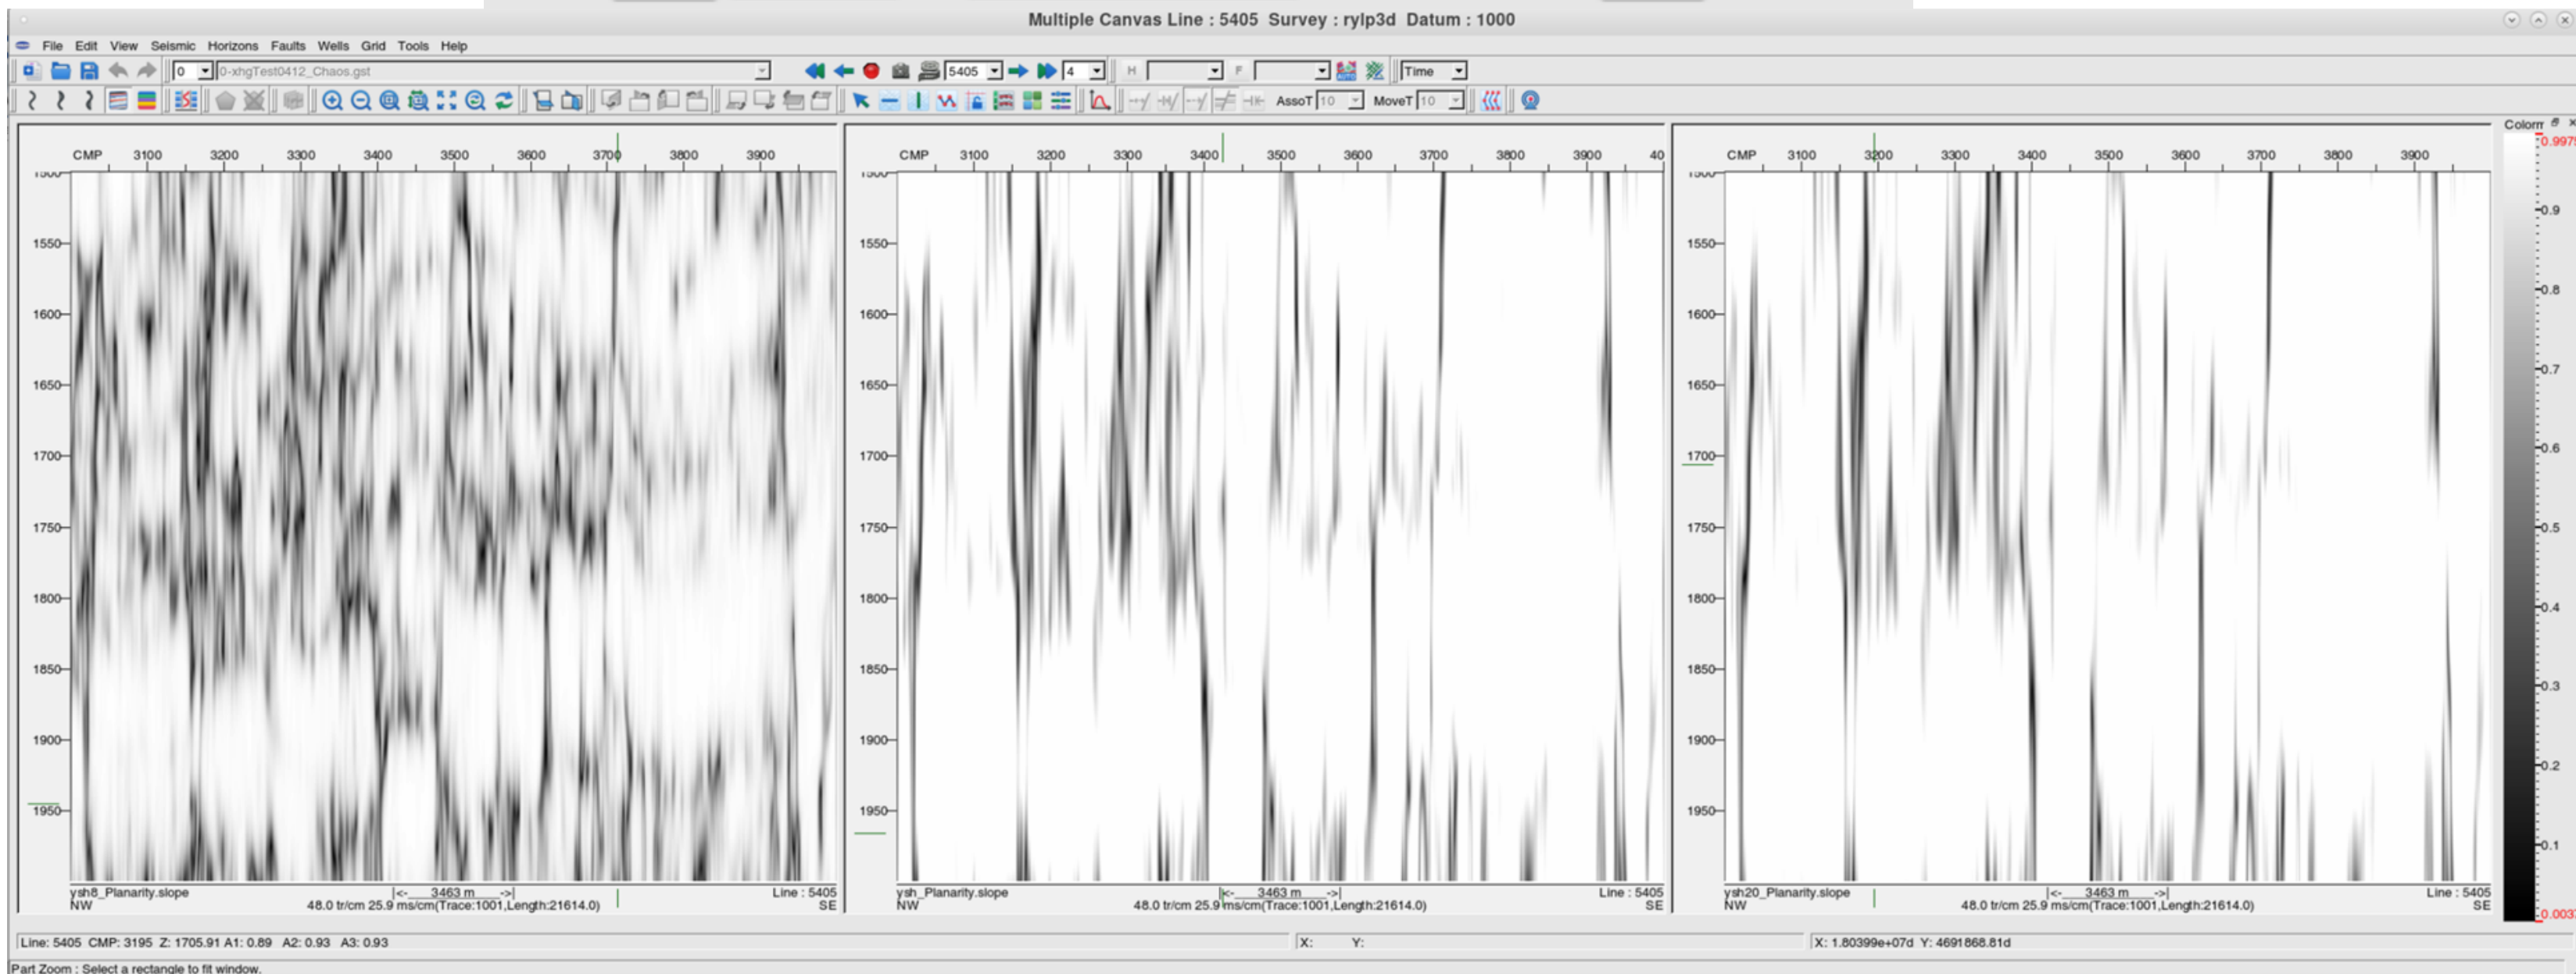 Multiple Canvas Line : 5405 Survey : rylp3d Datum : 1000
File Edit View Seismic Horizons Faults Wells Grid Tools Help
0 0-xhgTest0412_Chaos.gst 5405 4 H F Time
AssoT 10 MoveT 10
CMP 3100 3200 3300 3400 3500 3600 3700 3800 3900
1500
1550
1600
1650
1700
1750
1800
1850
1900
1950
ysh8_Planarity.slope |<-___3463 m___->| Line : 5405
NW 48.0 tr/cm 25.9 ms/cm(Trace:1001,Length:21614.0) SE
CMP 3100 3200 3300 3400 3500 3600 3700 3800 3900 40
1500
1550
1600
1650
1700
1750
1800
1850
1900
1950
ysh_Planarity.slope |<-___3463 m___->| Line : 5405
NW 48.0 tr/cm 25.9 ms/cm(Trace:1001,Length:21614.0) SE
CMP 3100 3200 3300 3400 3500 3600 3700 3800 3900
1500
1550
1600
1650
1700
1750
1800
1850
1900
1950
ysh20_Planarity.slope |<-___3463 m___->| Line : 5405
NW 48.0 tr/cm 25.9 ms/cm(Trace:1001,Length:21614.0) SE
0.9
0.8
0.7
0.6
0.5
0.4
0.3
0.2
0.1
Line: 5405 CMP: 3195 Z: 1705.91 A1: 0.89 A2: 0.93 A3: 0.93
X: Y:
X: 1.80399e+07d Y: 4691868.81d
Part Zoom : Select a rectangle to fit window.